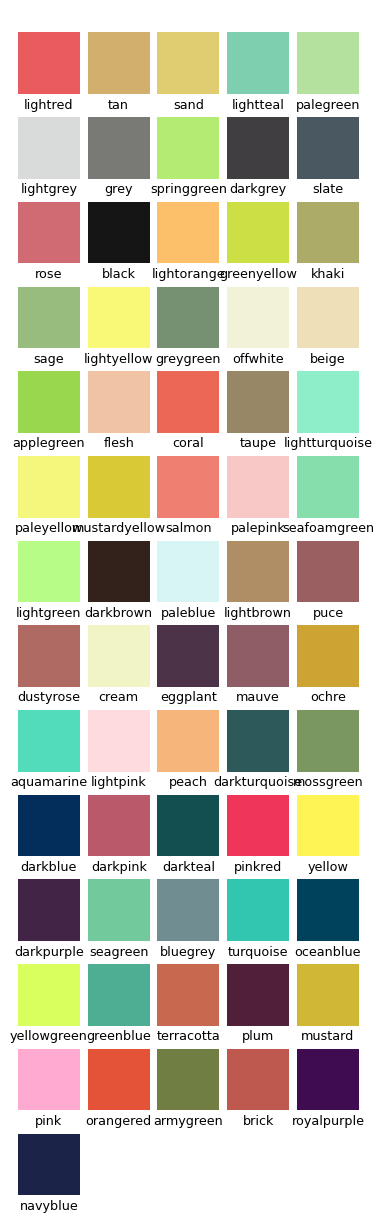 lightred tan sand lightteal palegreen
lightgrey grey springgreen darkgrey slate
rose black lightorange greenyellow khaki
sage lightyellow greygreen offwhite beige
applegreen flesh coral taupe lightturquoise
paleyellow mustardyellow salmon palepink seafoamgreen
lightgreen darkbrown paleblue lightbrown puce
dustyrose cream eggplant mauve ochre
aquamarine lightpink peach darkturquoise mossgreen
darkblue darkpink darkteal pinkred yellow
darkpurple seagreen bluegrey turquoise oceanblue
yellowgreen greenblue terracotta plum mustard
pink orangered armygreen brick royalpurple
navyblue